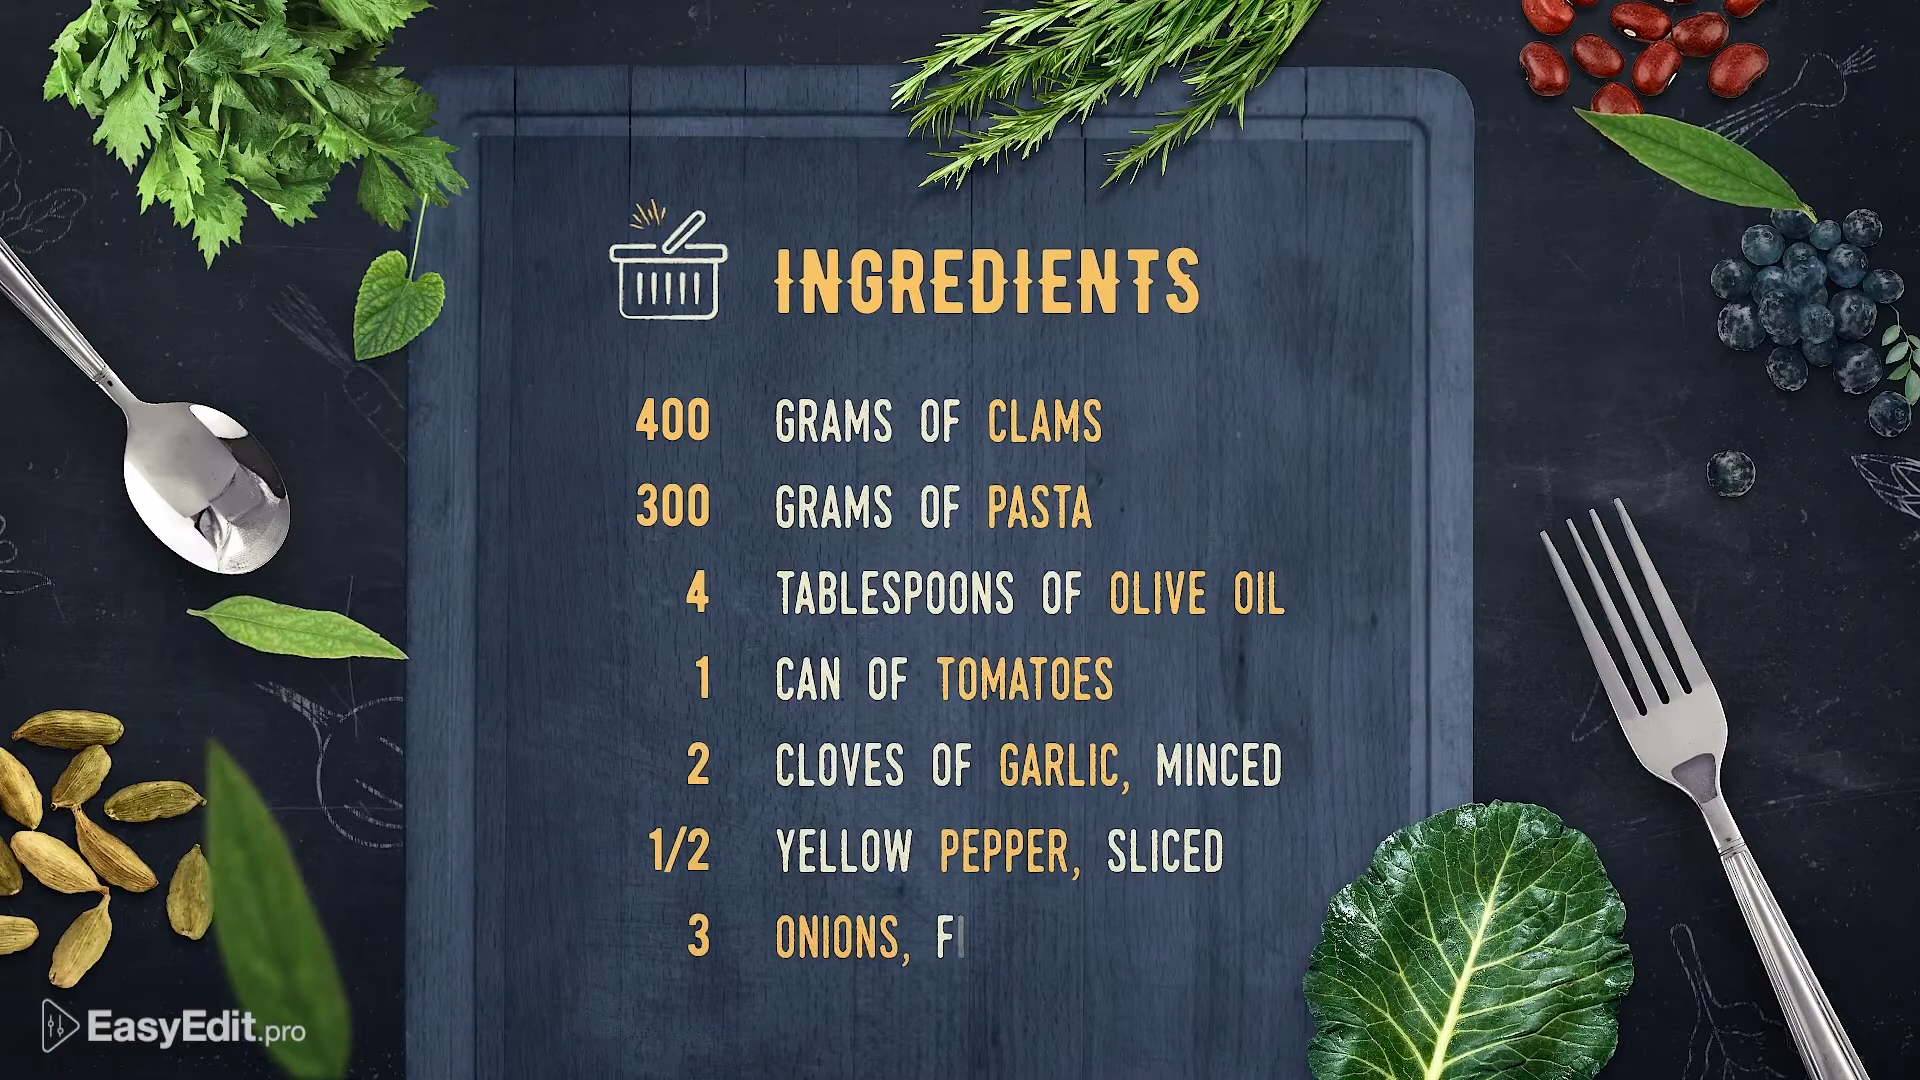 INGREDIENTS
400 GRAMS OF CLAMS
300 GRAMS OF PASTA
4 TABLESPOONS OF OLIVE OIL
1 CAN OF TOMATOES
2 CLOVES OF GARLIC, MINCED
1/2 YELLOW PEPPER, SLICED
3 ONIONS, FI
EasyEdit.pro